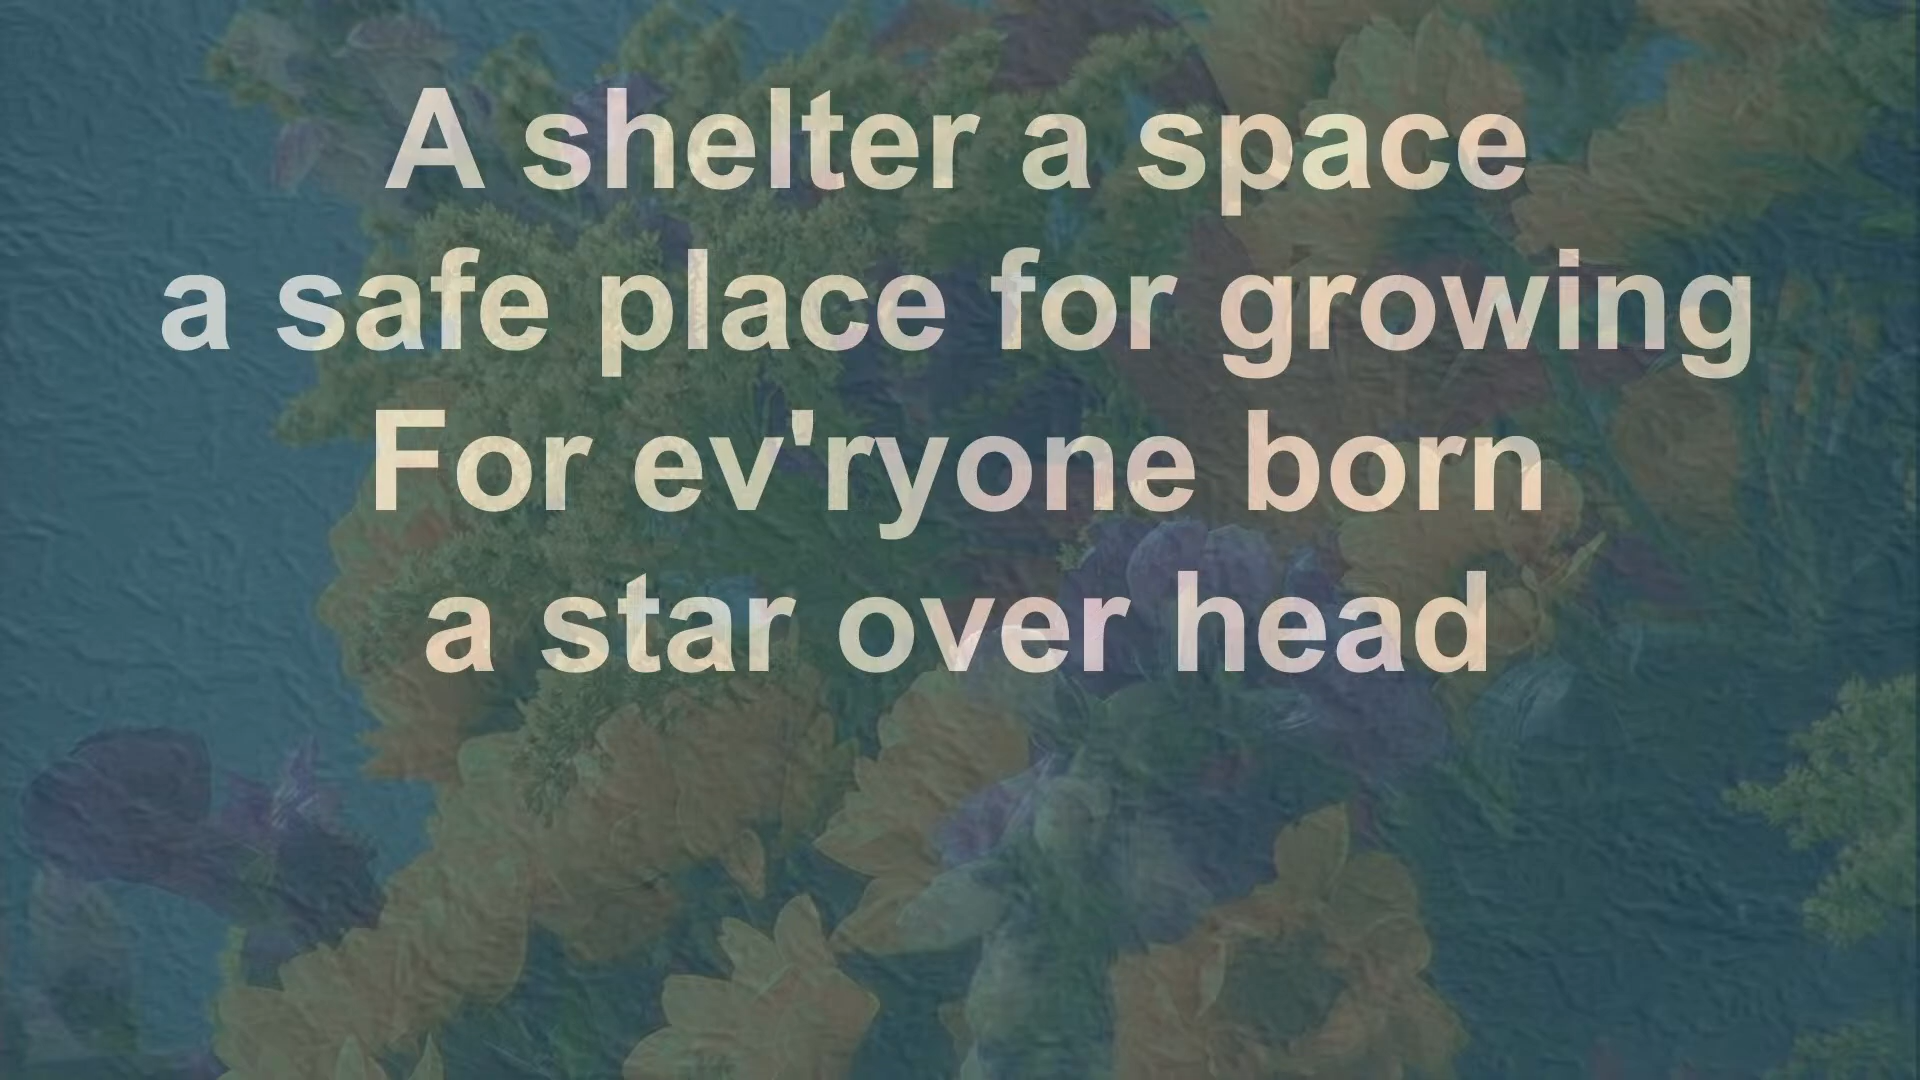 A shelter a space
a safe place for growing
For ev'ryone born
a star over head